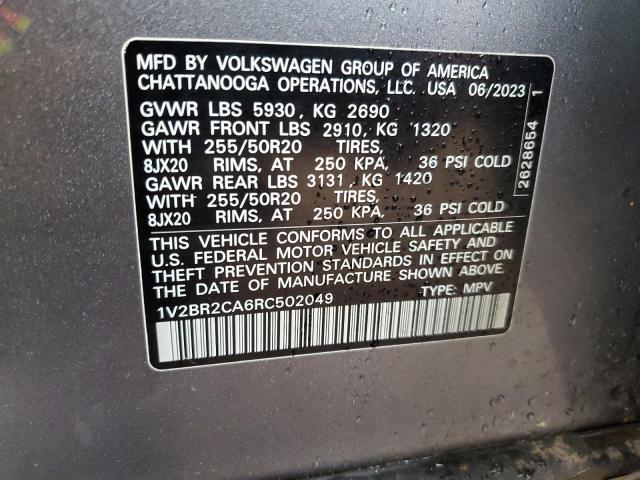 MFD BY VOLKSWAGEN GROUP OF AMERICA
CHATTANOOGA OPERATIONS, LLC. USA 06/2023
GVWR LBS 5930, KG 2690
GAWR FRONT LBS 2910, KG 1320
WITH 255/50R20 TIRES,
8JX20 RIMS, AT 250 KPA, 36 PSI COLD
GAWR REAR LBS 3131, KG 1420
WITH 255/50R20 TIRES,
8JX20 RIMS, AT 250 KPA, 36 PSI COLD
THIS VEHICLE CONFORMS TO ALL APPLICABLE
U.S. FEDERAL MOTOR VEHICLE SAFETY AND
THEFT PREVENTION STANDARDS IN EFFECT ON
THE DATE OF MANUFACTURE SHOWN ABOVE.
1V2BR2CA6RC502049 TYPE: MPV
2628654 1